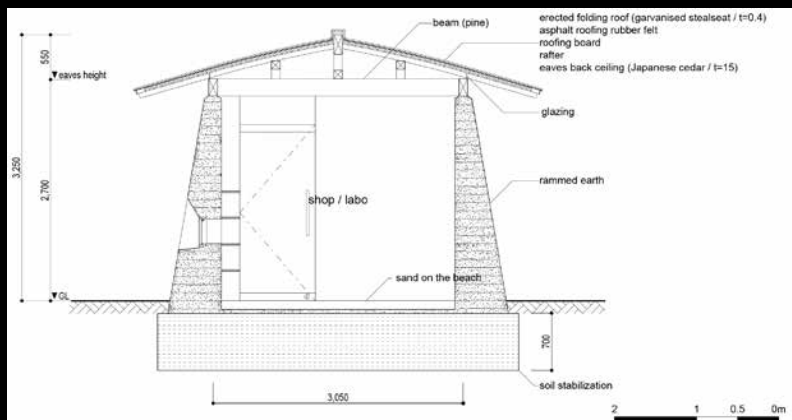 beam (pine)
erected folding roof (garvanised stealseat / t=0.4)
asphalt roofing rubber felt
roofing board
rafter
eaves back ceiling (Japanese cedar / t=15)
550
eaves height
glazing
3,250
2,700
rammed earth
shop / labo
sand on the beach
GL
700
soil stabilization
3,050
2 1 0.5 0m